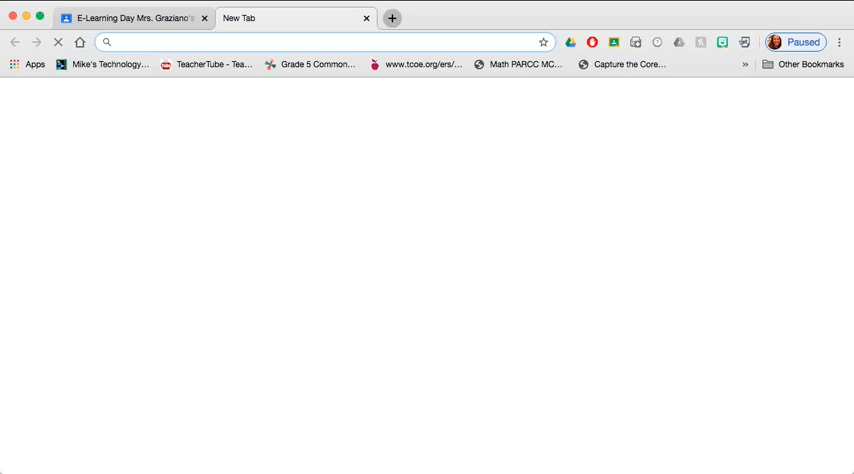 E-Learning Day Mrs. Graziano's
New Tab
Paused
Apps Mike's Technology... TeacherTube - Tea... Grade 5 Common... www.tcoe.org/ers/... Math PARCC MC... Capture the Core... » Other Bookmarks